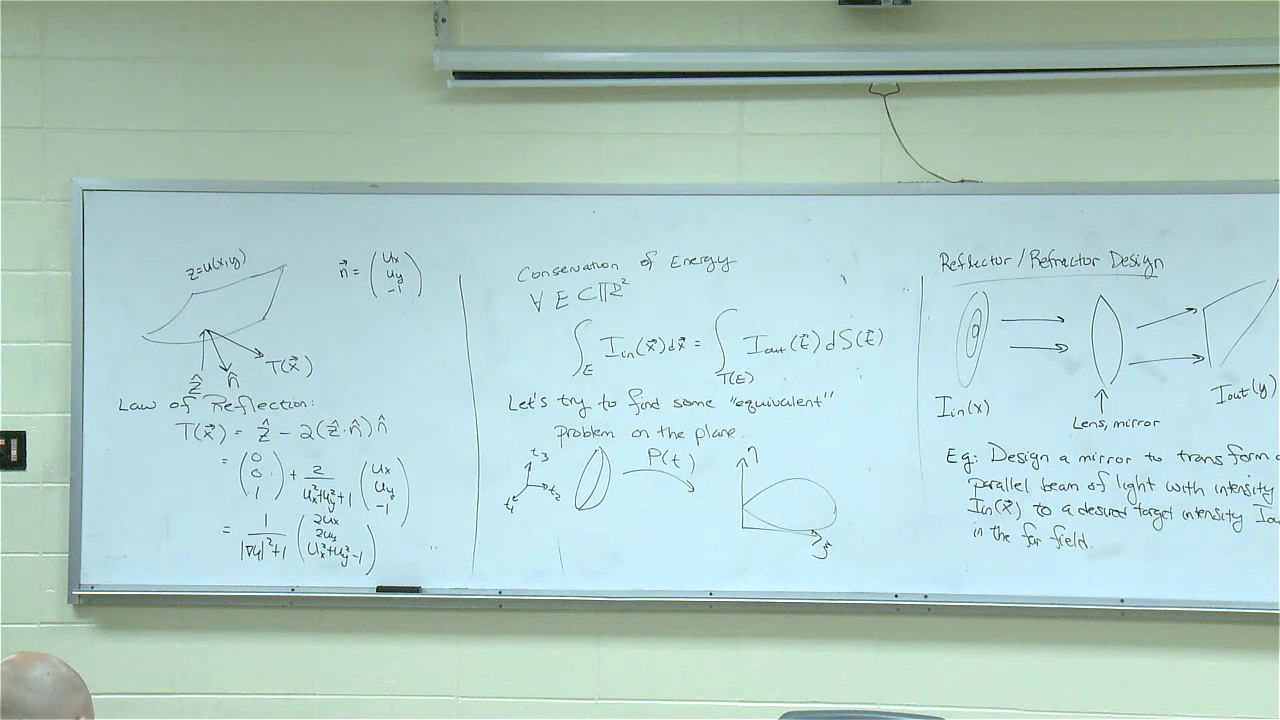 z=u(x,y)
n⃗ = (ux uy -1)
ẑ n̂ T(x⃗)
Law of Reflection:
T(x⃗) = ẑ - 2(ẑ·n̂)n̂
= (0 0 1) + 2/(ux²+uy²+1) (ux uy -1)
= 1/(|∇u|²+1) (2ux 2uy ux²+uy²-1)
Conservation of Energy
∀ E ⊂ ℝ²
∫_E Iin(x⃗)dx⃗ = ∫_T(E) Iout(t⃗)dS(t⃗)
Let's try to find some "equivalent"
problem on the plane.
t3
t2
t1
P(t)
η
ξ
Reflector/Refractor Design
Iin(x)
Iout(y)
Lens, mirror
Eg: Design a mirror to transform
parallel beam of light with intensity
Iin(x⃗) to a desired target intensity
in the far field.